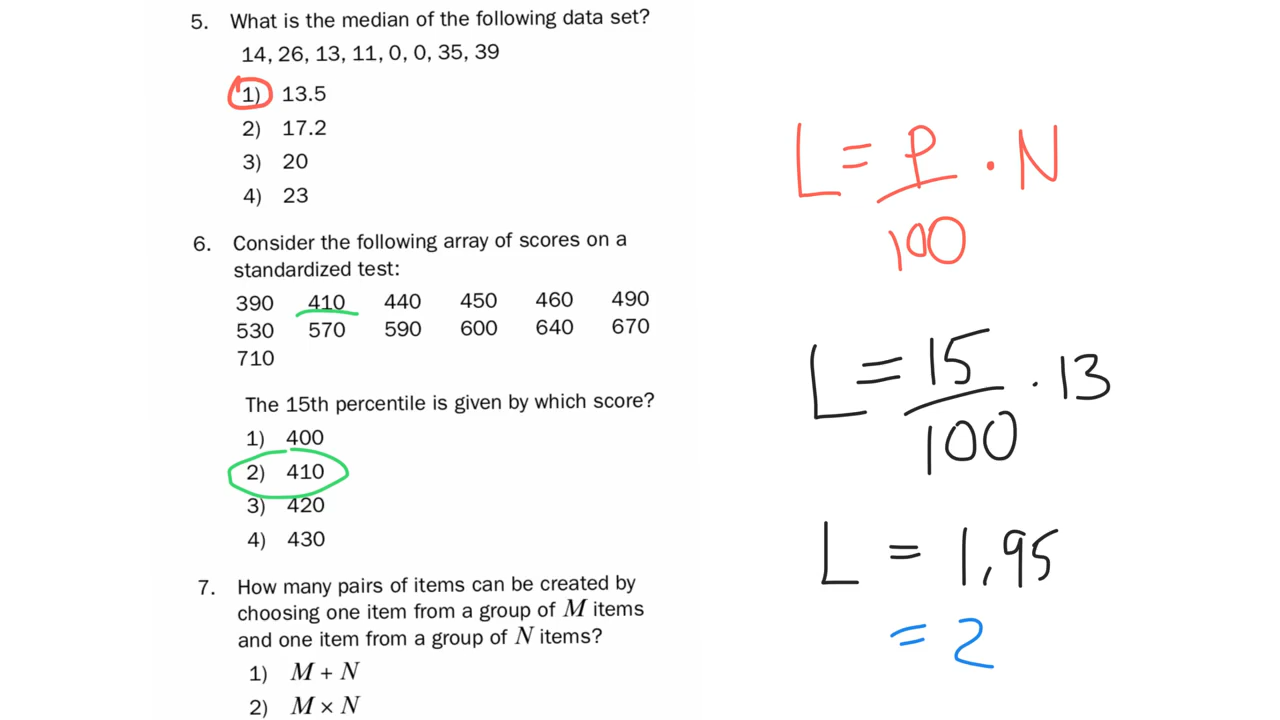 5. What is the median of the following data set?
14, 26, 13, 11, 0, 0, 35, 39
1) 13.5
2) 17.2
3) 20
4) 23
6. Consider the following array of scores on a
standardized test:
390 410 440 450 460 490
530 570 590 600 640 670
710
The 15th percentile is given by which score?
1) 400
2) 410
3) 420
4) 430
7. How many pairs of items can be created by
choosing one item from a group of M items
and one item from a group of N items?
1) M + N
2) M × N
L = P/100 · N
L = 15/100 · 13
L = 1,95
= 2